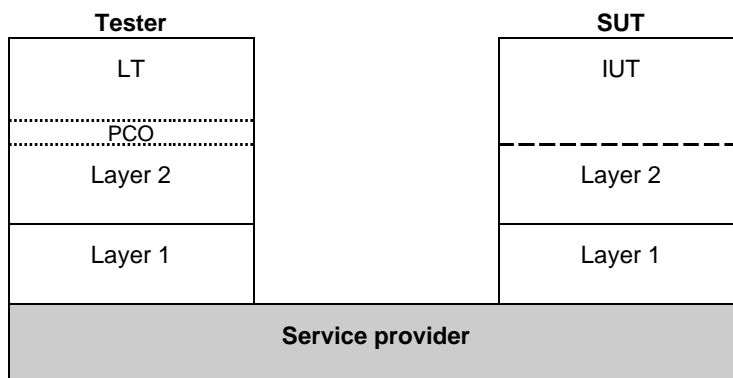 Tester
SUT
LT
IUT
PCO
Layer 2
Layer 2
Layer 1
Layer 1
Service provider